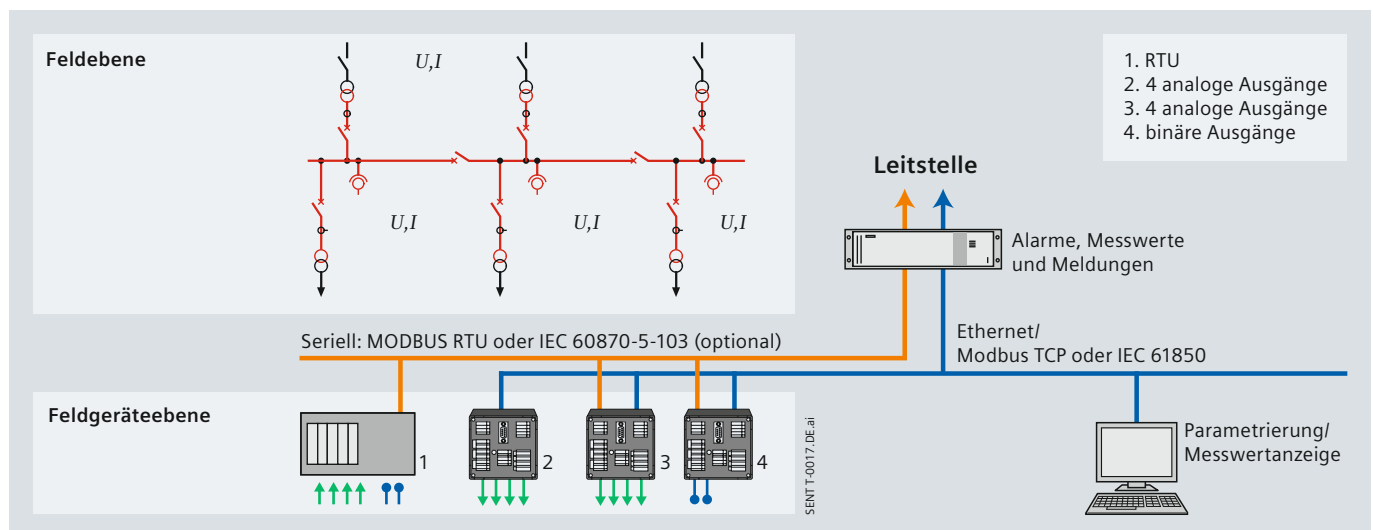 Feldebene
U,I
1. RTU
2. 4 analoge Ausgänge
3. 4 analoge Ausgänge
4. binäre Ausgänge
Leitstelle
U,I
U,I
U,I
Alarme, Messwerte
und Meldungen
Seriell: MODBUS RTU oder IEC 60870-5-103 (optional)
Ethernet/
Modbus TCP oder IEC 61850
Feldgeräteebene
1
2
3
4
SENT T-0017.DE.ai
Parametrierung/
Messwertanzeige